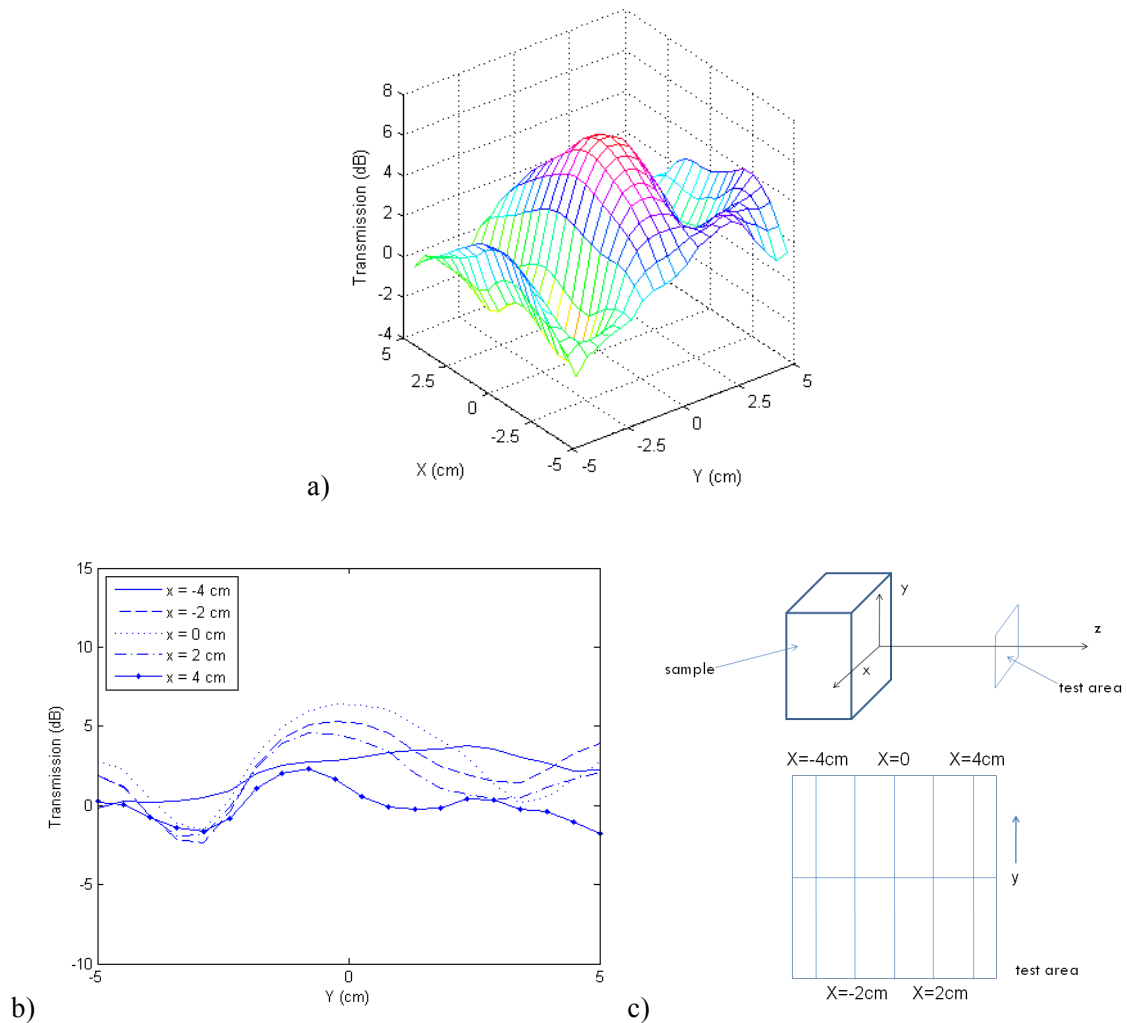 8
6
4
2
0
-2
-4
Transmission (dB)
5
2.5
0
-2.5
-5
X (cm)
-5
-2.5
0
2.5
5
Y (cm)
a)
15
10
5
0
-5
-10
Transmission (dB)
x = -4 cm
x = -2 cm
x = 0 cm
x = 2 cm
x = 4 cm
-5
0
5
Y (cm)
b)
y
z
x
sample
test area
X=-4cm
X=0
X=4cm
y
test area
X=-2cm
X=2cm
c)